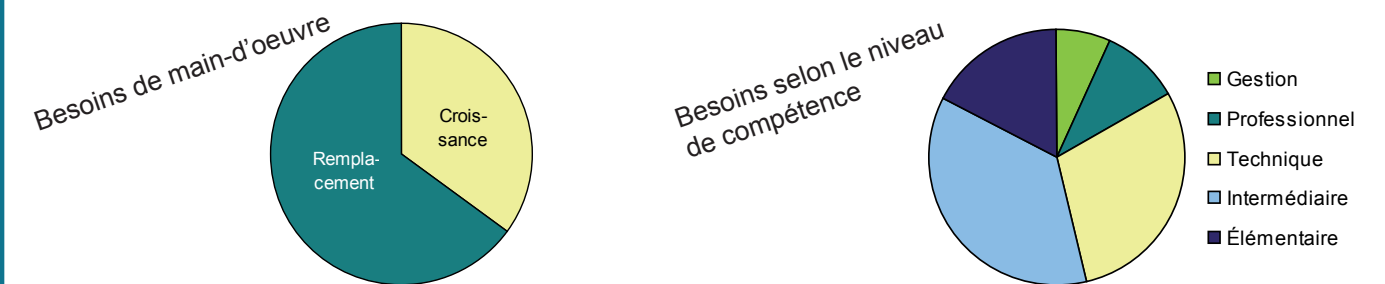 Besoins de main-d'oeuvre
Crois-
sance
Rempla-
cement
Besoins selon le niveau
de compétence
Gestion
Professionnel
Technique
Intermédiaire
Élémentaire